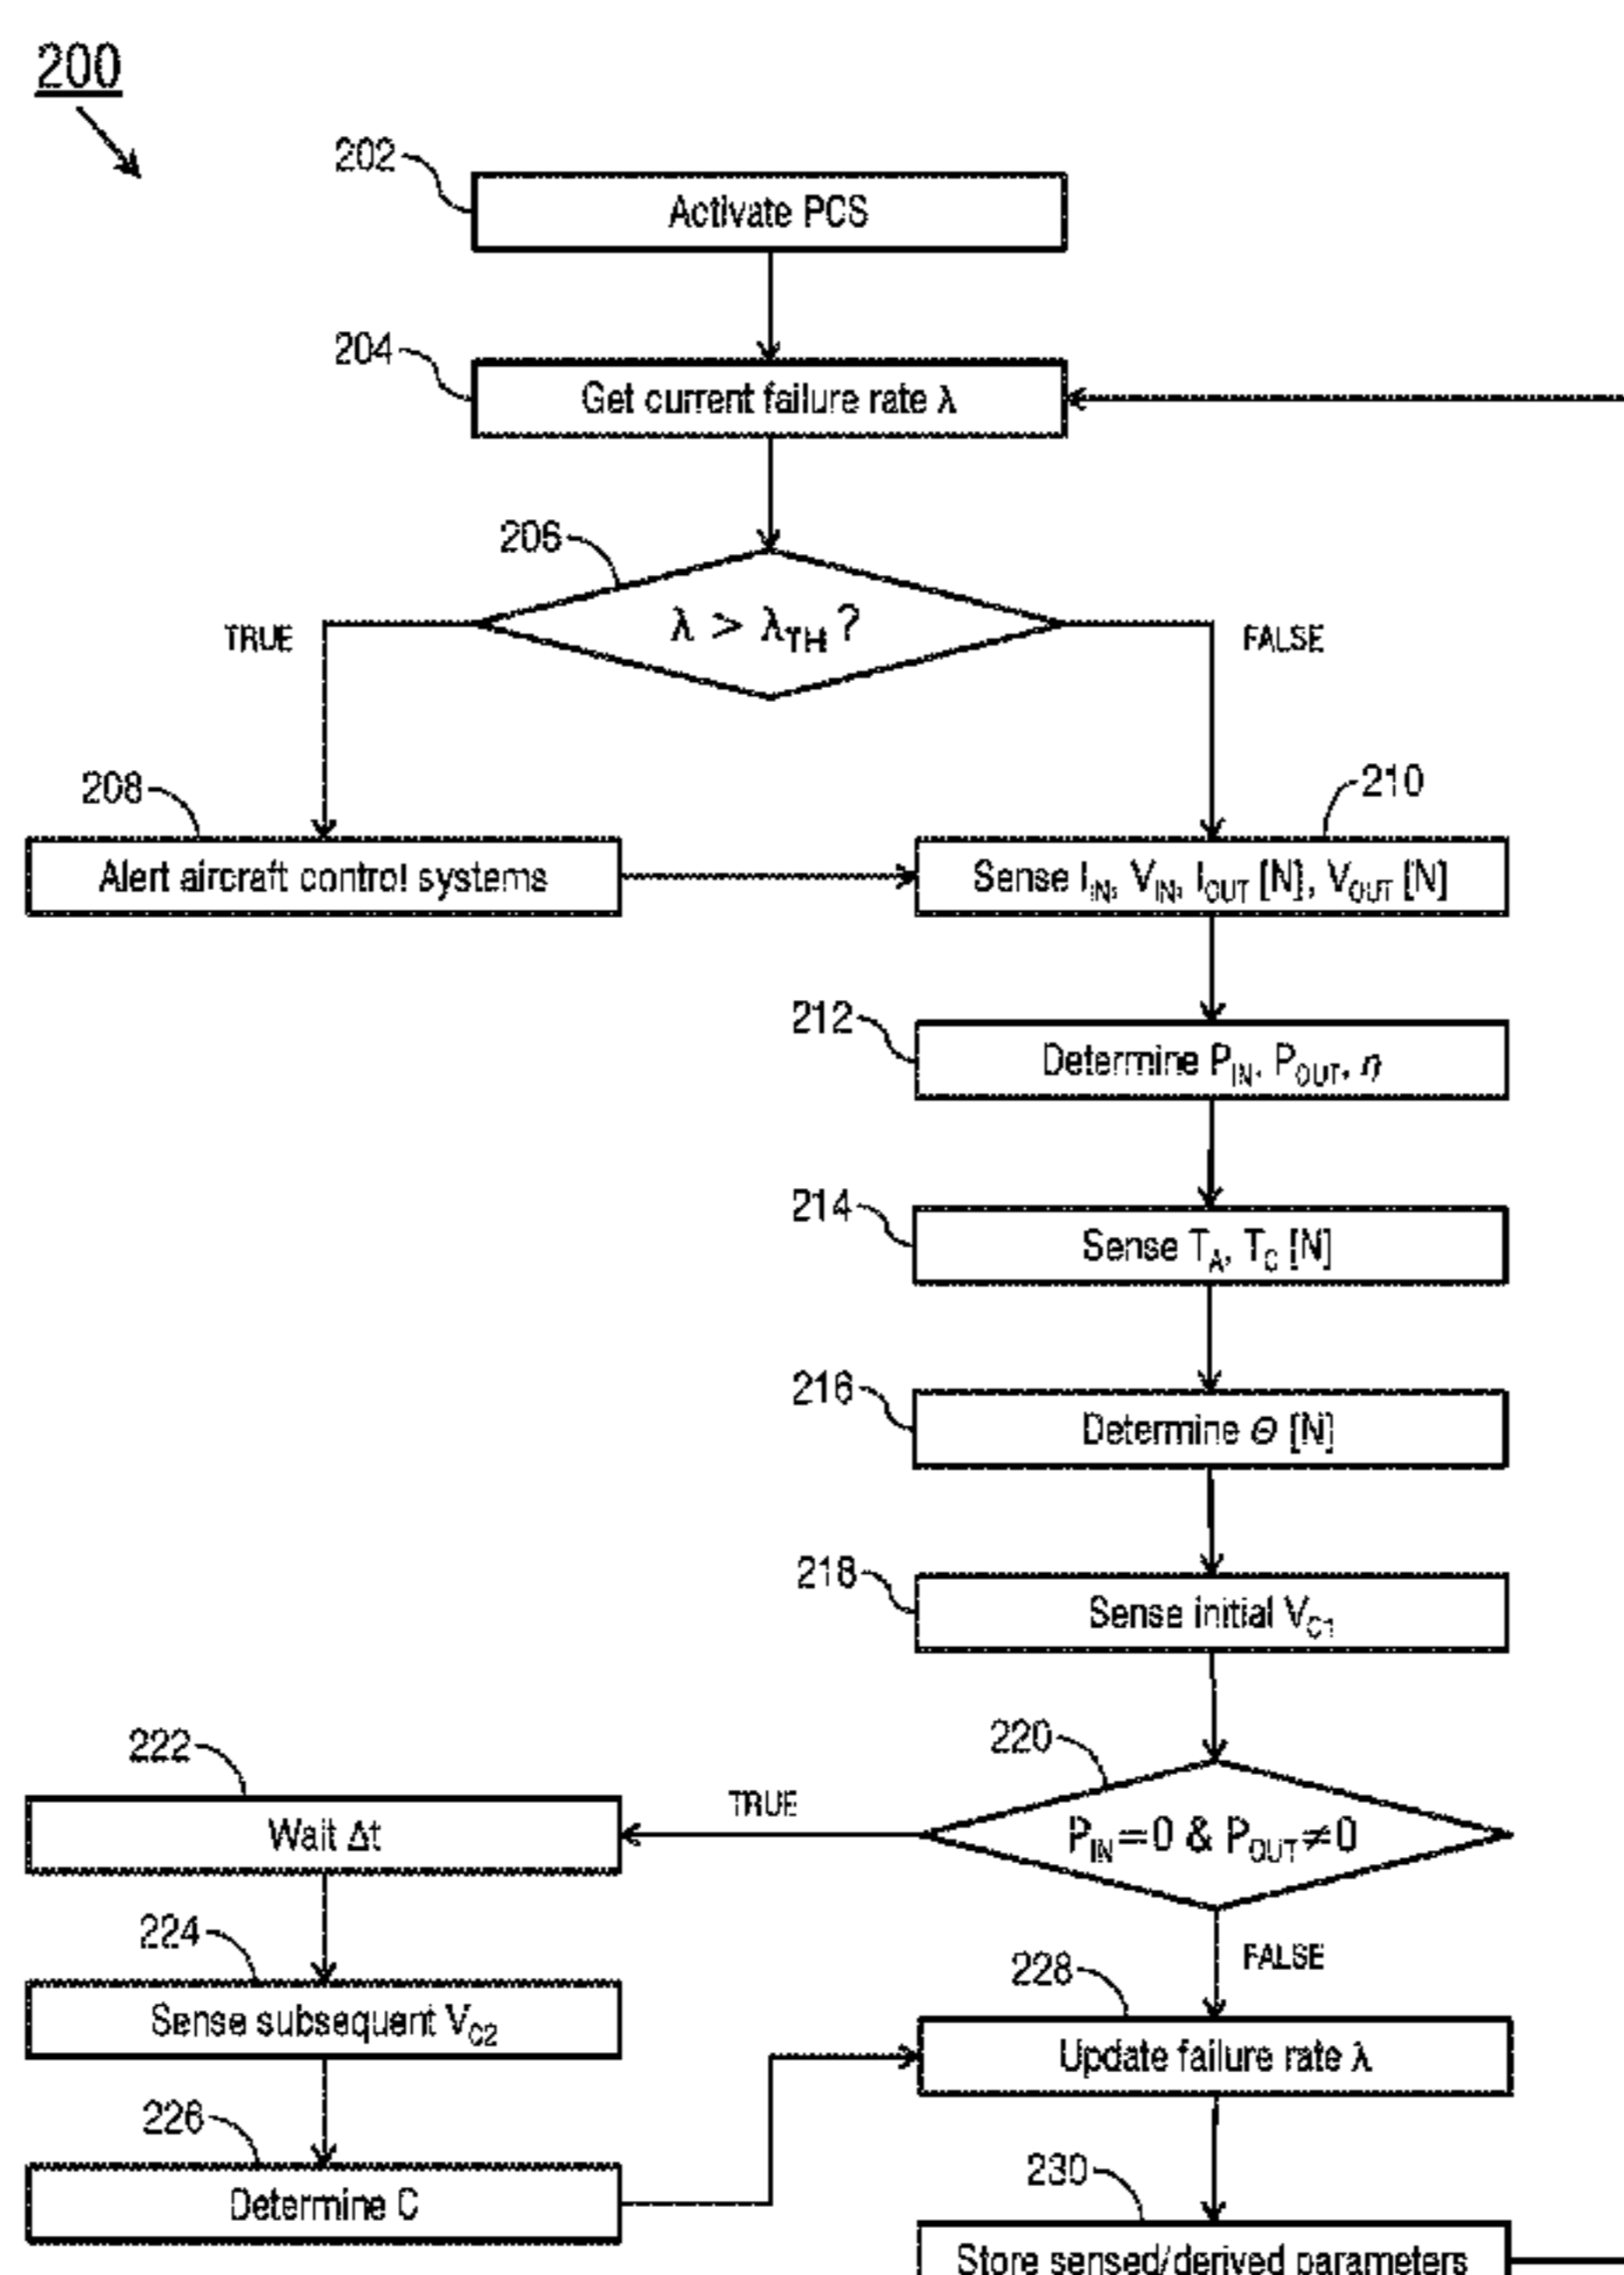 200
202
Activate PCS
204
Get current failure rate λ
206
λ > λTH ?
TRUE
FALSE
208
Alert aircraft control systems
210
Sense IIN, VIN, IOUT [N], VOUT [N]
212
Determine PIN, POUT, η
214
Sense TA, TC [N]
216
Determine Θ [N]
218
Sense initial VC1
220
PIN=0 & POUT≠0
TRUE
FALSE
222
Wait Δt
224
Sense subsequent VC2
226
Determine C
228
Update failure rate λ
230
Store sensed/derived parameters